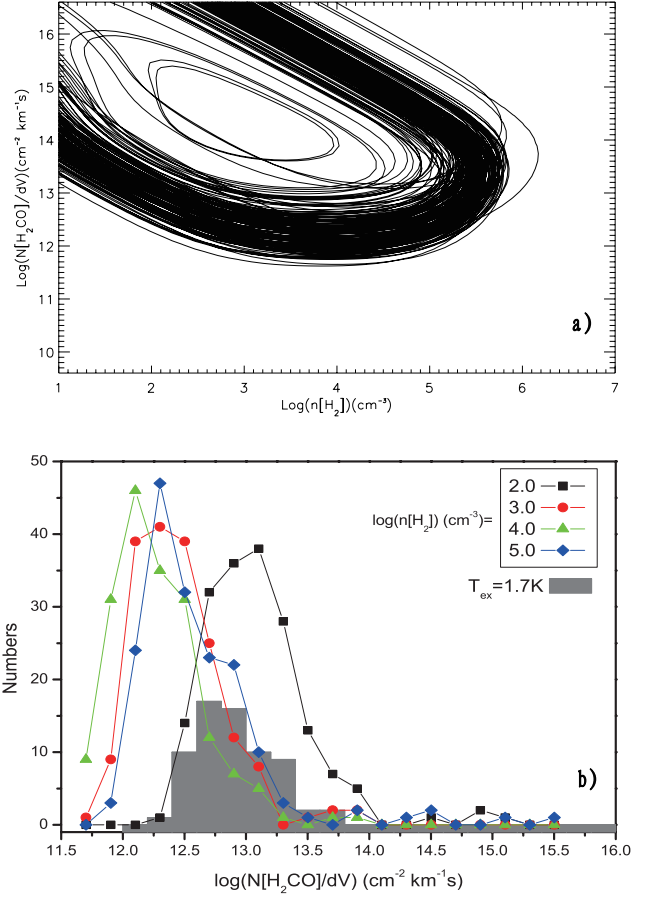 16
15
14
13
12
11
10
Log(N[H₂CO]/dV)(cm⁻² km⁻¹s)
a)
1 2 3 4 5 6 7
Log(n[H₂])(cm⁻³)
50
40
30
20
10
0
Numbers
log(n[H₂]) (cm⁻³)=
2.0
3.0
4.0
5.0
T_ex=1.7K
b)
11.5 12.0 12.5 13.0 13.5 14.0 14.5 15.0 15.5 16.0
log(N[H₂CO]/dV) (cm⁻² km⁻¹s)